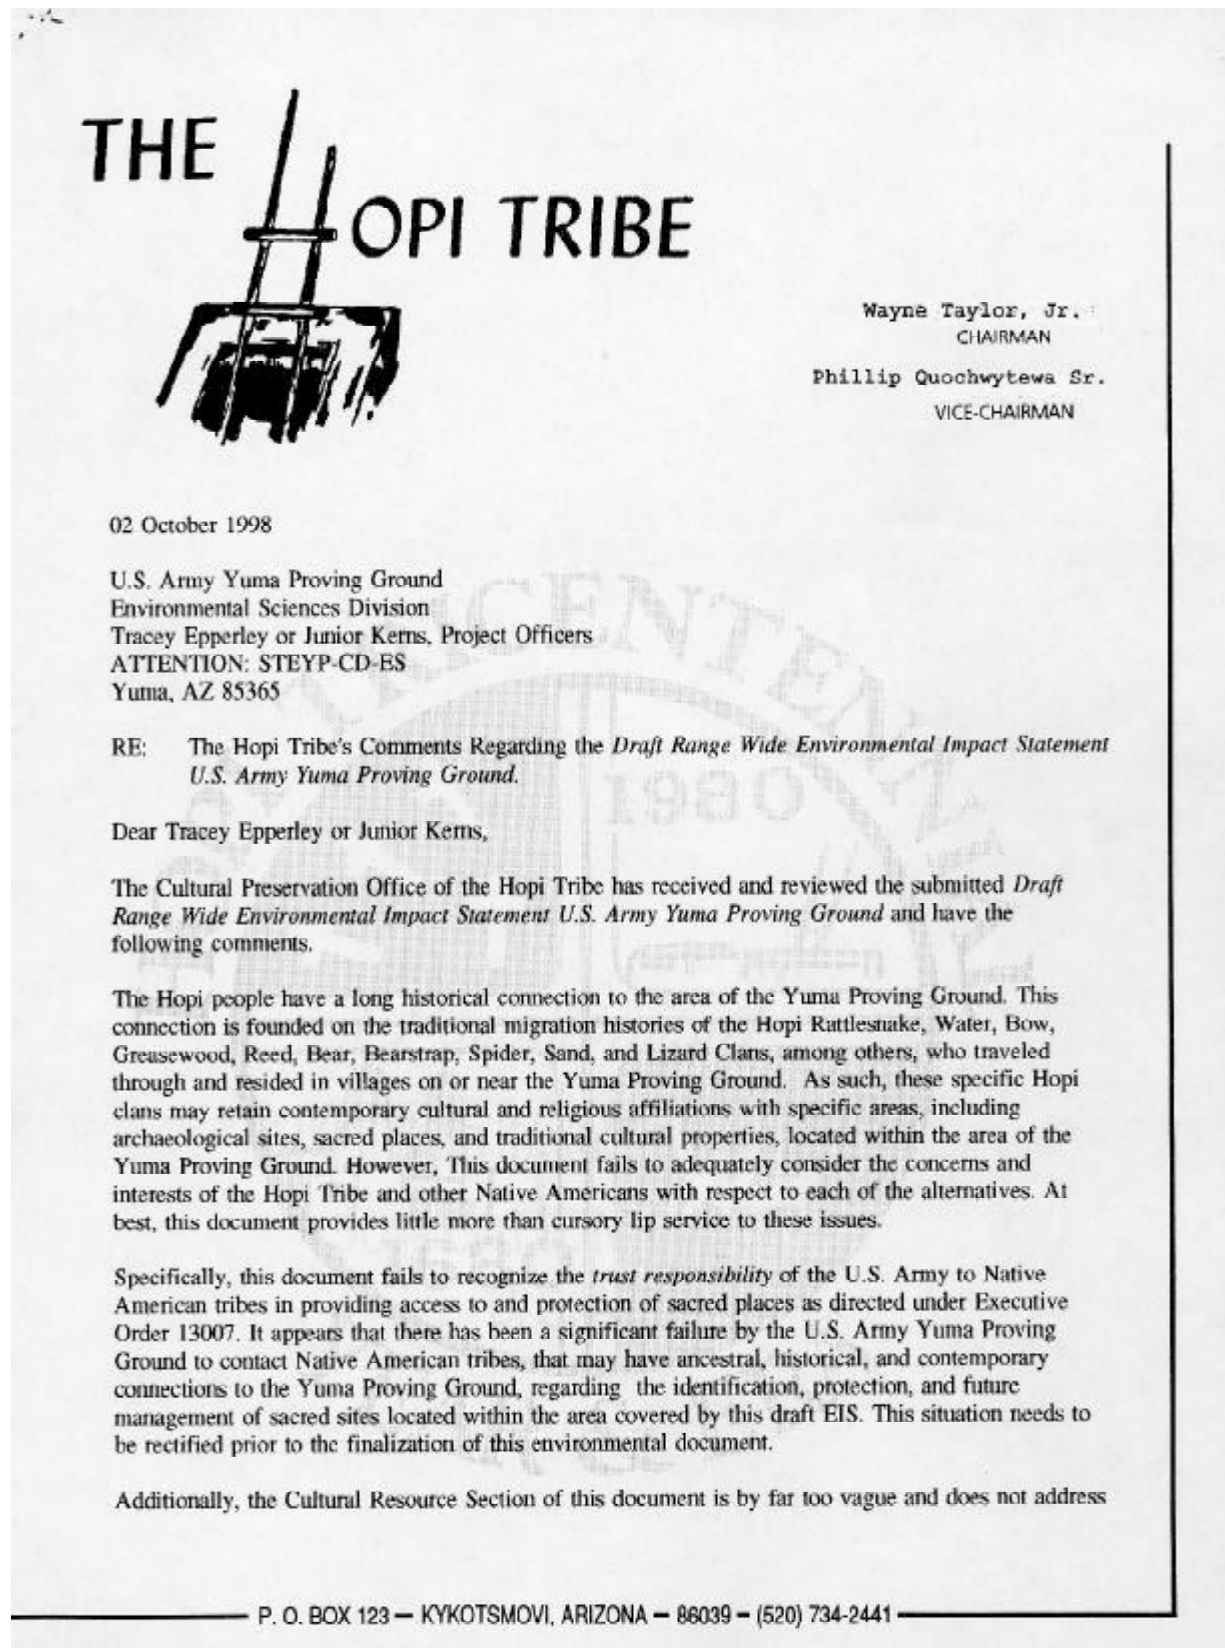 THE
HOPI TRIBE
Wayne Taylor, Jr.
CHAIRMAN
Phillip Quochwytewa Sr.
VICE-CHAIRMAN
02 October 1998
U.S. Army Yuma Proving Ground
Environmental Sciences Division
Tracey Epperley or Junior Kerns, Project Officers
ATTENTION: STEYP-CD-ES
Yuma, AZ 85365
RE: The Hopi Tribe's Comments Regarding the Draft Range Wide Environmental Impact Statement
U.S. Army Yuma Proving Ground.
Dear Tracey Epperley or Junior Kerns,
The Cultural Preservation Office of the Hopi Tribe has received and reviewed the submitted Draft
Range Wide Environmental Impact Statement U.S. Army Yuma Proving Ground and have the
following comments.
The Hopi people have a long historical connection to the area of the Yuma Proving Ground. This
connection is founded on the traditional migration histories of the Hopi Rattlesnake, Water, Bow,
Greasewood, Reed, Bear, Bearstrap, Spider, Sand, and Lizard Clans, among others, who traveled
through and resided in villages on or near the Yuma Proving Ground. As such, these specific Hopi
clans may retain contemporary cultural and religious affiliations with specific areas, including
archaeological sites, sacred places, and traditional cultural properties, located within the area of the
Yuma Proving Ground. However, This document fails to adequately consider the concerns and
interests of the Hopi Tribe and other Native Americans with respect to each of the alternatives. At
best, this document provides little more than cursory lip service to these issues.
Specifically, this document fails to recognize the trust responsibility of the U.S. Army to Native
American tribes in providing access to and protection of sacred places as directed under Executive
Order 13007. It appears that there has been a significant failure by the U.S. Army Yuma Proving
Ground to contact Native American tribes, that may have ancestral, historical, and contemporary
connections to the Yuma Proving Ground, regarding the identification, protection, and future
management of sacred sites located within the area covered by this draft EIS. This situation needs to
be rectified prior to the finalization of this environmental document.
Additionally, the Cultural Resource Section of this document is by far too vague and does not address
P. O. BOX 123 — KYKOTSMOVI, ARIZONA — 86039 — (520) 734-2441
1980